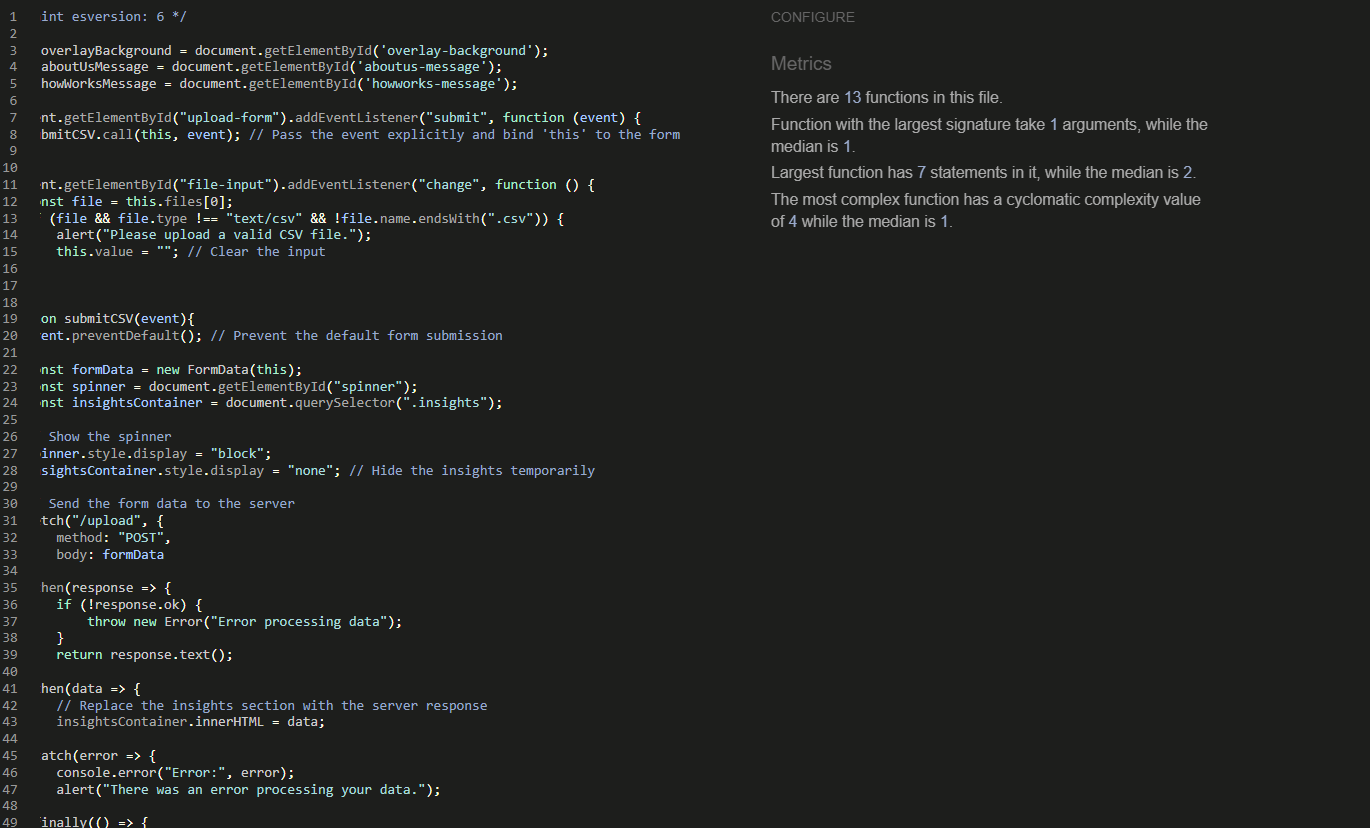 1 int esversion: 6 */
2
3 overlayBackground = document.getElementById('overlay-background');
4 aboutUsMessage = document.getElementById('aboutus-message');
5 howWorksMessage = document.getElementById('howworks-message');
6
7 nt.getElementById("upload-form").addEventListener("submit", function (event) {
8 bmitCSV.call(this, event); // Pass the event explicitly and bind 'this' to the form
9
10
11 nt.getElementById("file-input").addEventListener("change", function () {
12 nst file = this.files[0];
13 (file && file.type !== "text/csv" && !file.name.endsWith(".csv")) {
14 alert("Please upload a valid CSV file.");
15 this.value = ""; // Clear the input
16
17
18
19 on submitCSV(event){
20 ent.preventDefault(); // Prevent the default form submission
21
22 nst formData = new FormData(this);
23 nst spinner = document.getElementById("spinner");
24 nst insightsContainer = document.querySelector(".insights");
25
26 Show the spinner
27 inner.style.display = "block";
28 sightsContainer.style.display = "none"; // Hide the insights temporarily
29
30 Send the form data to the server
31 tch("/upload", {
32 method: "POST",
33 body: formData
34
35 hen(response => {
36 if (!response.ok) {
37 throw new Error("Error processing data");
38 }
39 return response.text();
40
41 hen(data => {
42 // Replace the insights section with the server response
43 insightsContainer.innerHTML = data;
44
45 atch(error => {
46 console.error("Error:", error);
47 alert("There was an error processing your data.");
48
49 inally(() => {
CONFIGURE
Metrics
There are 13 functions in this file.
Function with the largest signature take 1 arguments, while the
median is 1.
Largest function has 7 statements in it, while the median is 2.
The most complex function has a cyclomatic complexity value
of 4 while the median is 1.